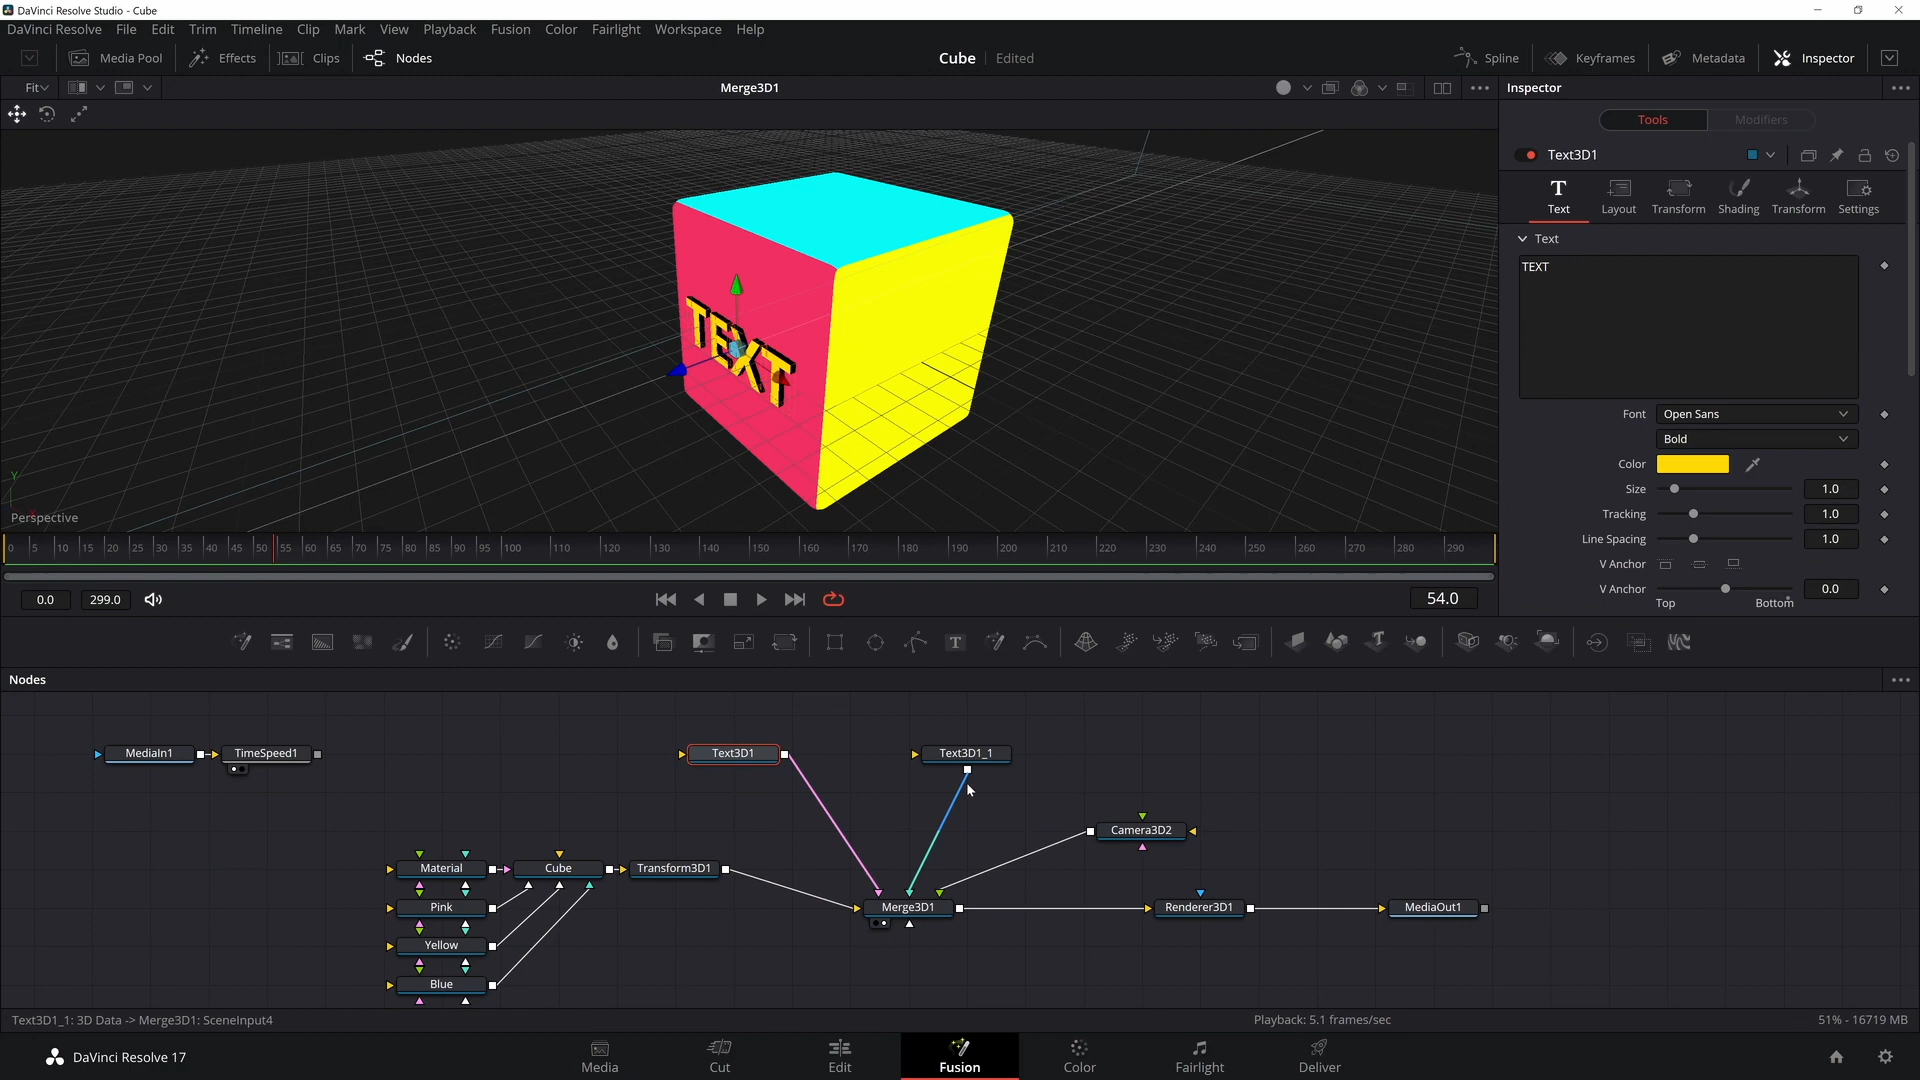 DaVinci Resolve Studio - Cube
DaVinci Resolve File Edit Trim Timeline Clip Mark View Playback Fusion Color Fairlight Workspace Help
Media Pool Effects Clips Nodes Cube Edited Spline Keyframes Metadata Inspector
Fit Merge3D1 Inspector
Tools Modifiers
Text3D1
T
Text Layout Transform Shading Transform Settings
Text
TEXT
TEXT
Font Open Sans
Bold
Color
Size 1.0
Tracking 1.0
Line Spacing 1.0
V Anchor
V Anchor 0.0
Top Bottom
Y
Perspective
0 5 10 15 20 25 30 35 40 45 50 55 60 65 70 75 80 85 90 95 100 110 120 130 140 150 160 170 180 190 200 210 220 230 240 250 260 270 280 290
0.0 299.0 54.0
Nodes
MediaIn1 TimeSpeed1 Text3D1 Text3D1_1
Camera3D2
Material Cube Transform3D1
Pink Merge3D1 Renderer3D1 MediaOut1
Yellow
Blue
Text3D1_1: 3D Data -> Merge3D1: SceneInput4 Playback: 5.1 frames/sec 51% - 16719 MB
DaVinci Resolve 17 Media Cut Edit Fusion Color Fairlight Deliver